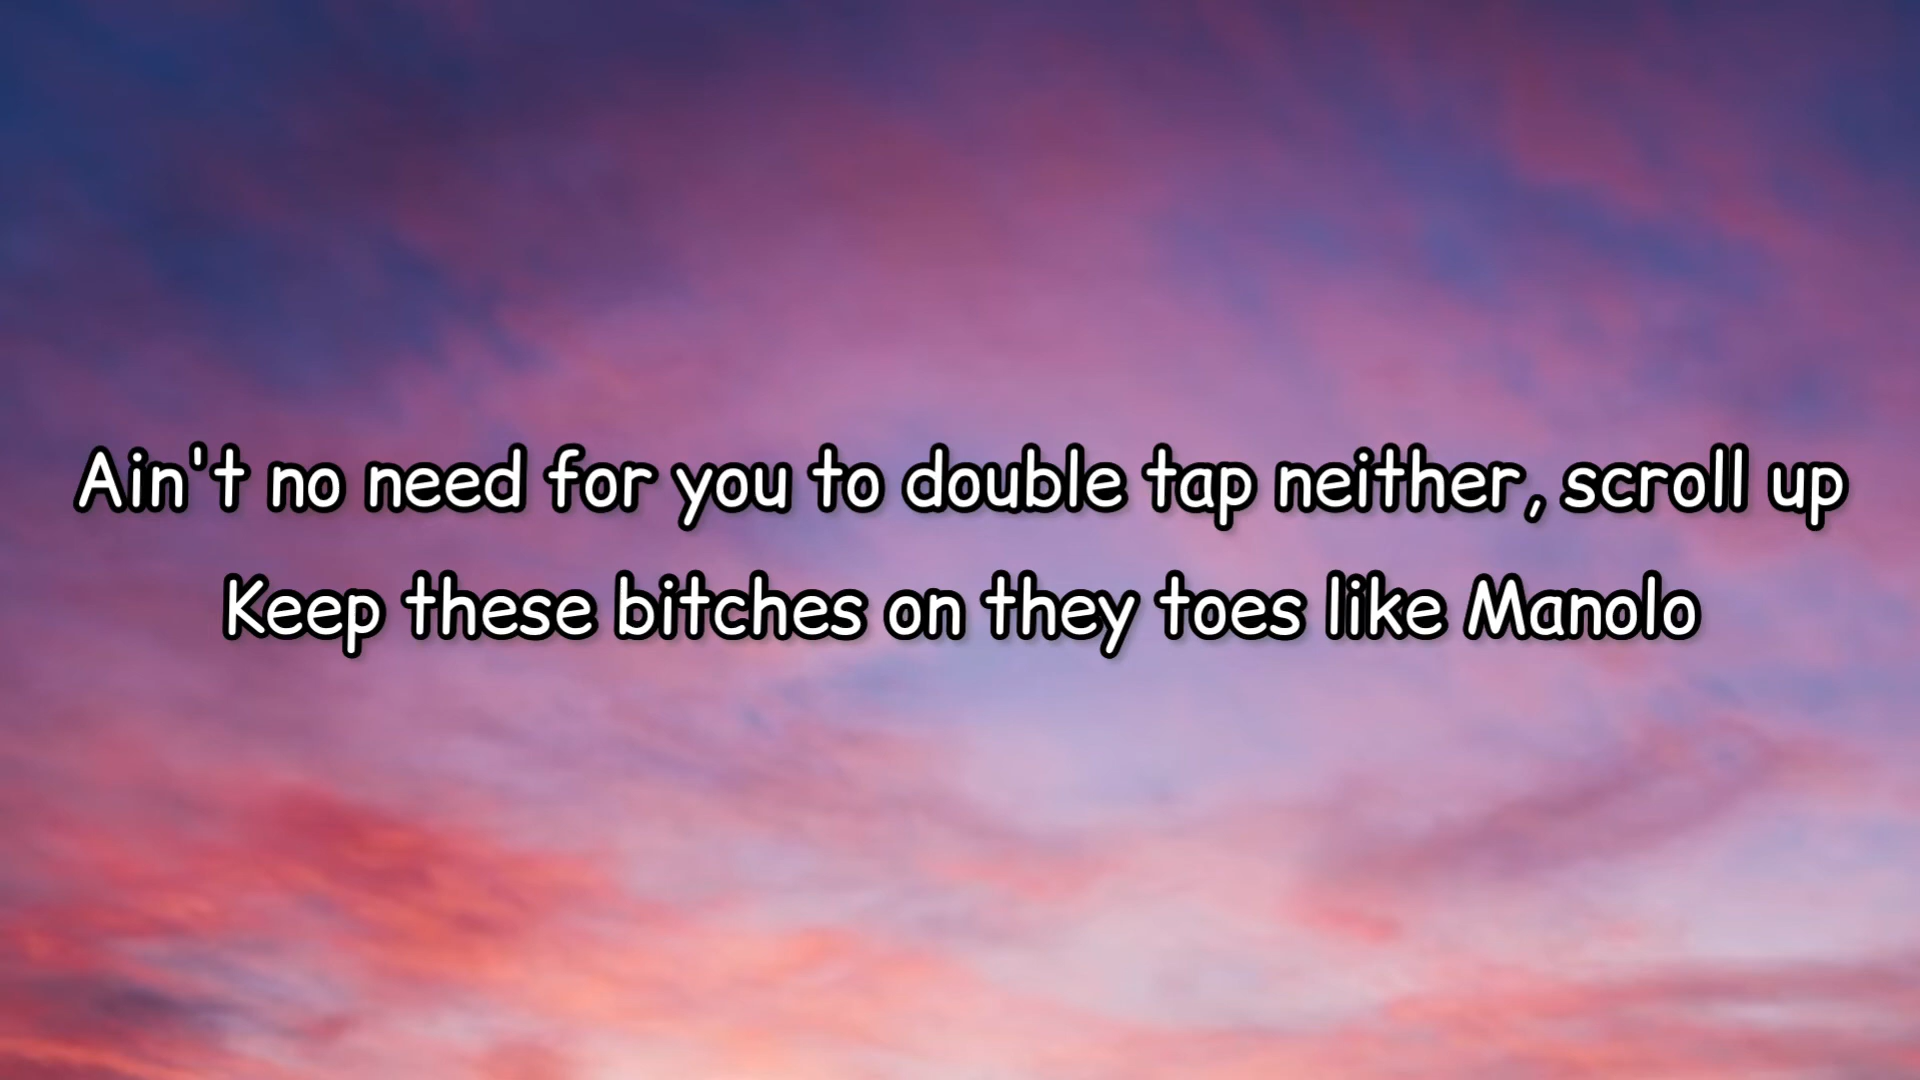 Ain't no need for you to double tap neither, scroll up
Keep these bitches on they toes like Manolo